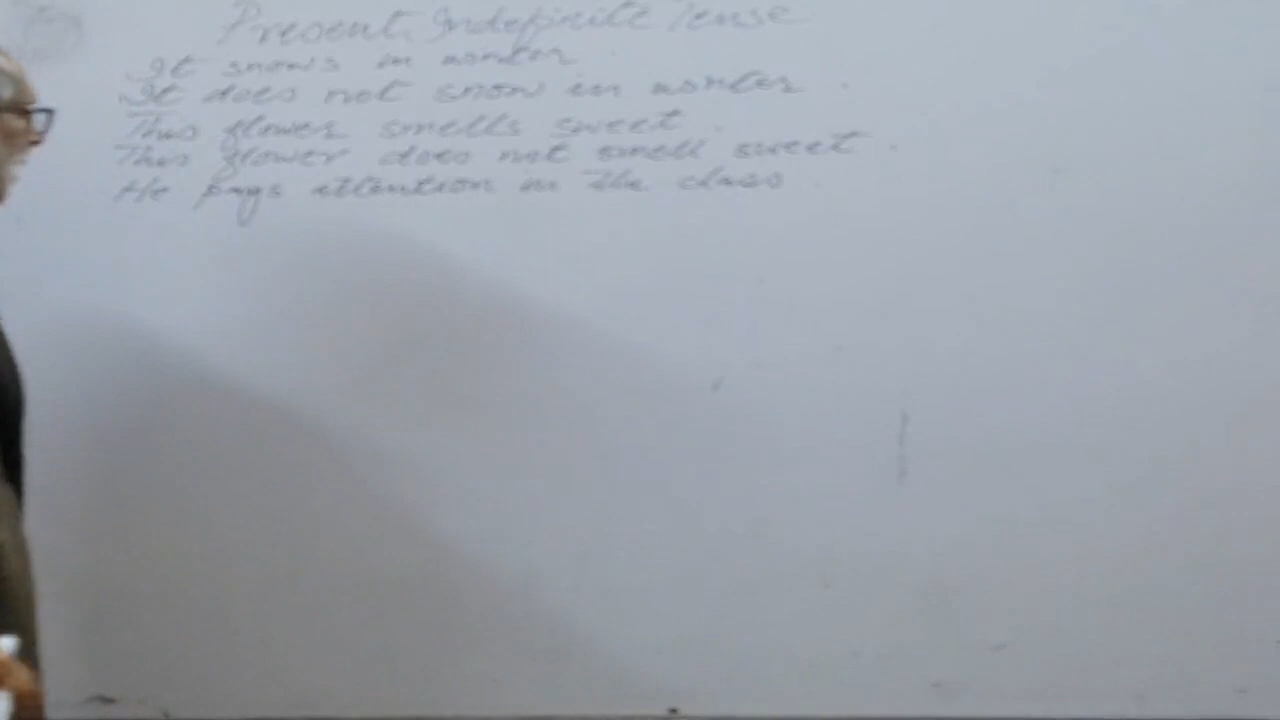 Present Indefinite Tense
It snows in winter
It does not snow in winter .
This flower smells sweet .
This flower does not smell sweet .
He pays attention in the class .